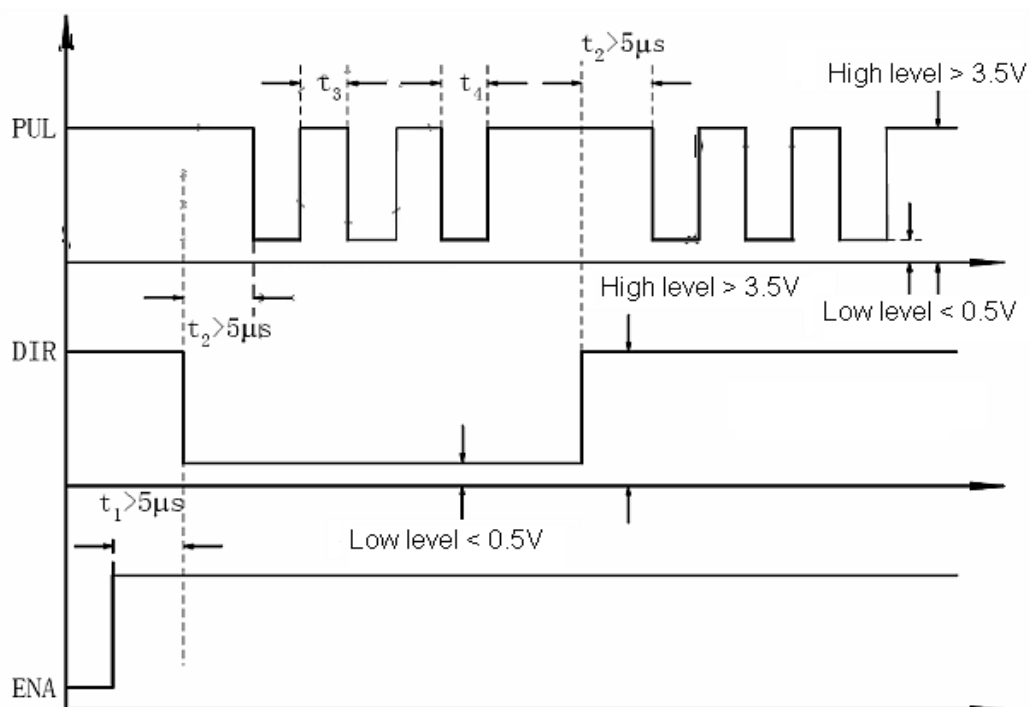 t₂>5μs
High level > 3.5V
t₃
t₄
PUL
High level > 3.5V
Low level < 0.5V
t₂>5μs
DIR
t₁>5μs
Low level < 0.5V
ENA